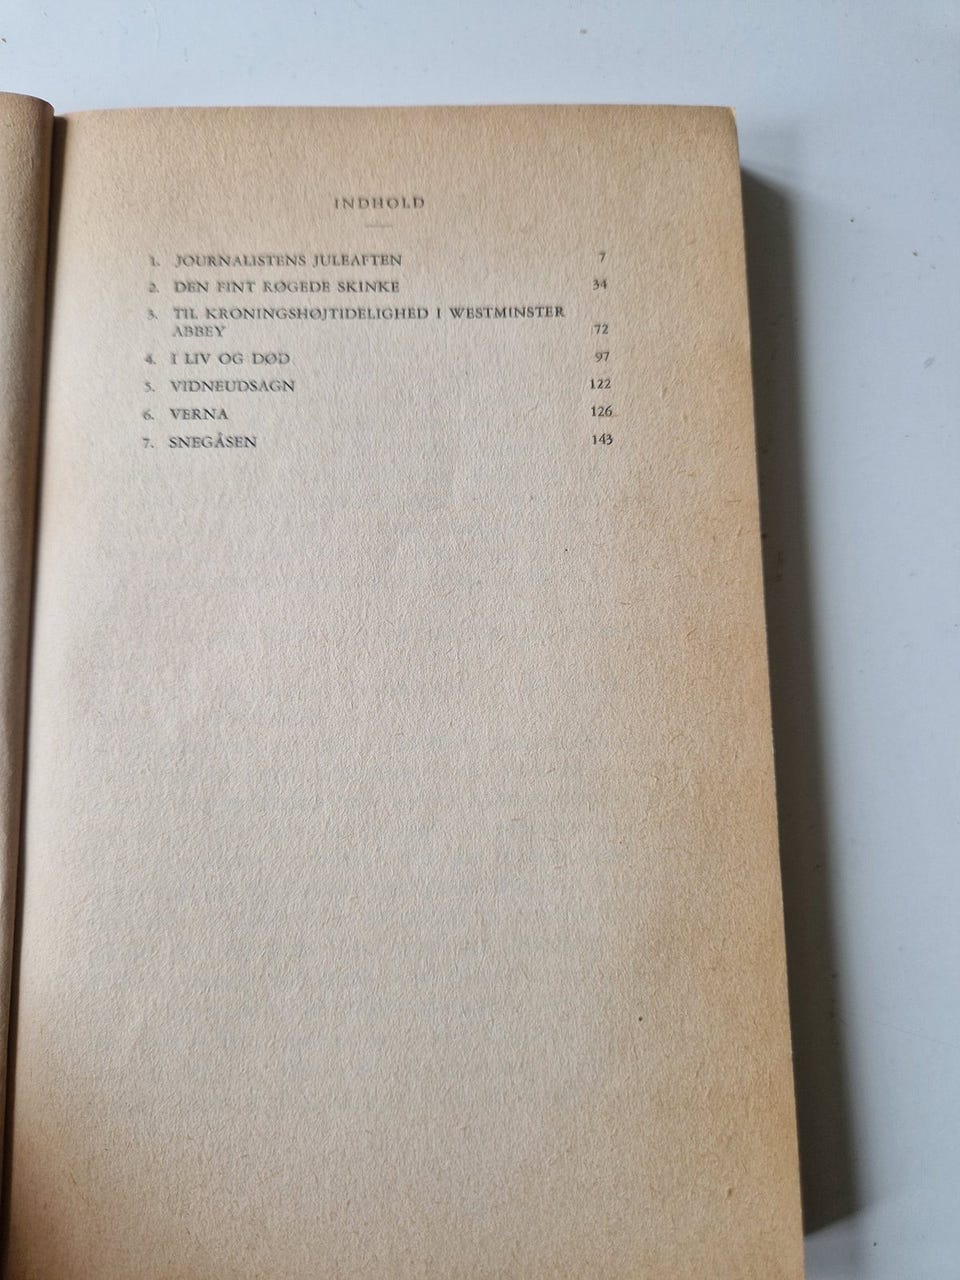 INDHOLD
1. JOURNALISTENS JULEAFTEN 7
2. DEN FINT RØGEDE SKINKE 34
3. TIL KRONINGSHØJTIDELIGHED I WESTMINSTER
ABBEY 72
4. I LIV OG DØD 97
5. VIDNEUDSAGN 122
6. VERNA 126
7. SNEGÅSEN 143